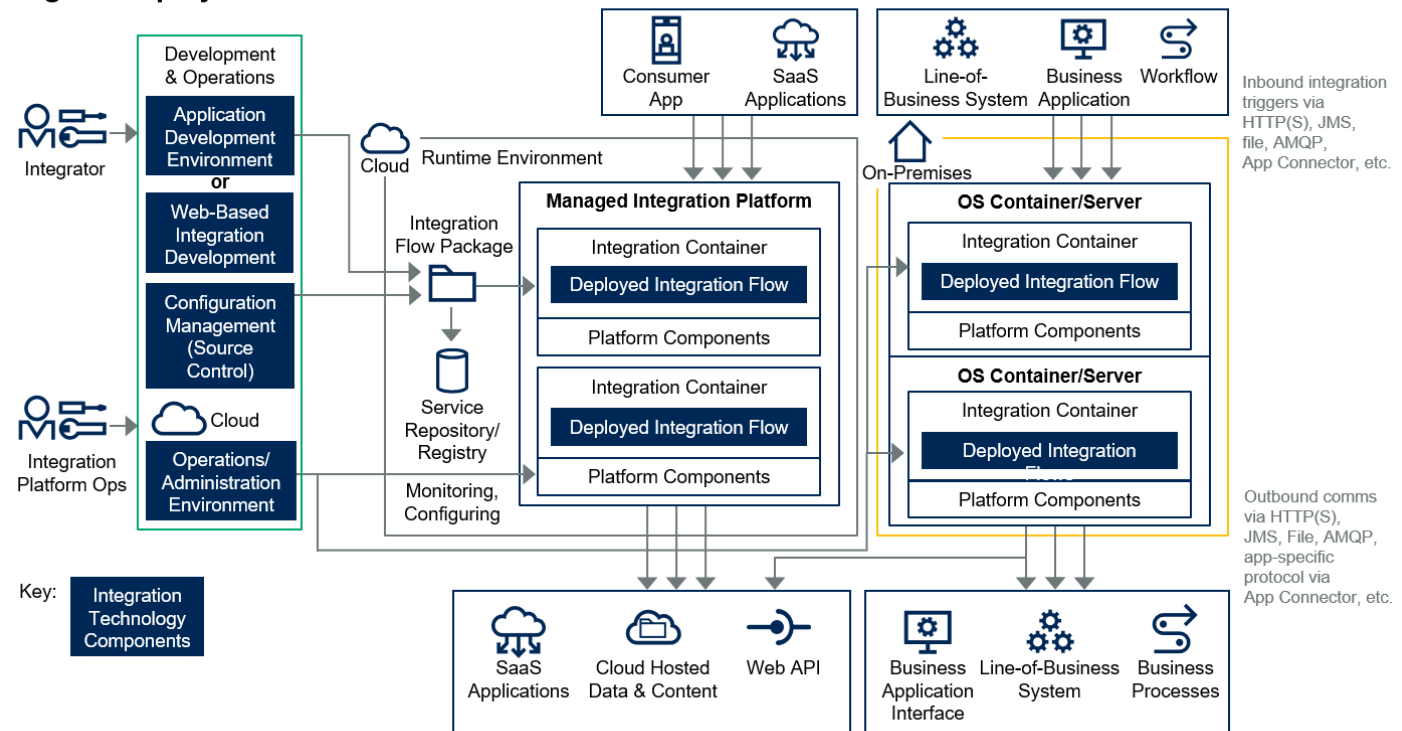 Development
& Operations
Application
Development
Environment
or
Web-Based
Integration
Development
Configuration
Management
(Source
Control)
Cloud
Operations/
Administration
Environment
Integrator
Integration
Platform Ops
Key:
Integration
Technology
Components
Cloud
Runtime Environment
Integration
Flow Package
Service
Repository/
Registry
Monitoring,
Configuring
Consumer
App
SaaS
Applications
Managed Integration Platform
Integration Container
Deployed Integration Flow
Platform Components
Integration Container
Deployed Integration Flow
Platform Components
Line-of-
Business System
Business
Application
Workflow
On-Premises
OS Container/Server
Integration Container
Deployed Integration Flow
Platform Components
OS Container/Server
Integration Container
Deployed Integration
Platform Components
Inbound integration
triggers via
HTTP(S), JMS,
file, AMQP,
App Connector, etc.
Outbound comms
via HTTP(S),
JMS, File, AMQP,
app-specific
protocol via
App Connector, etc.
SaaS
Applications
Cloud Hosted
Data & Content
Web API
Business
Application
Interface
Line-of-Business
System
Business
Processes